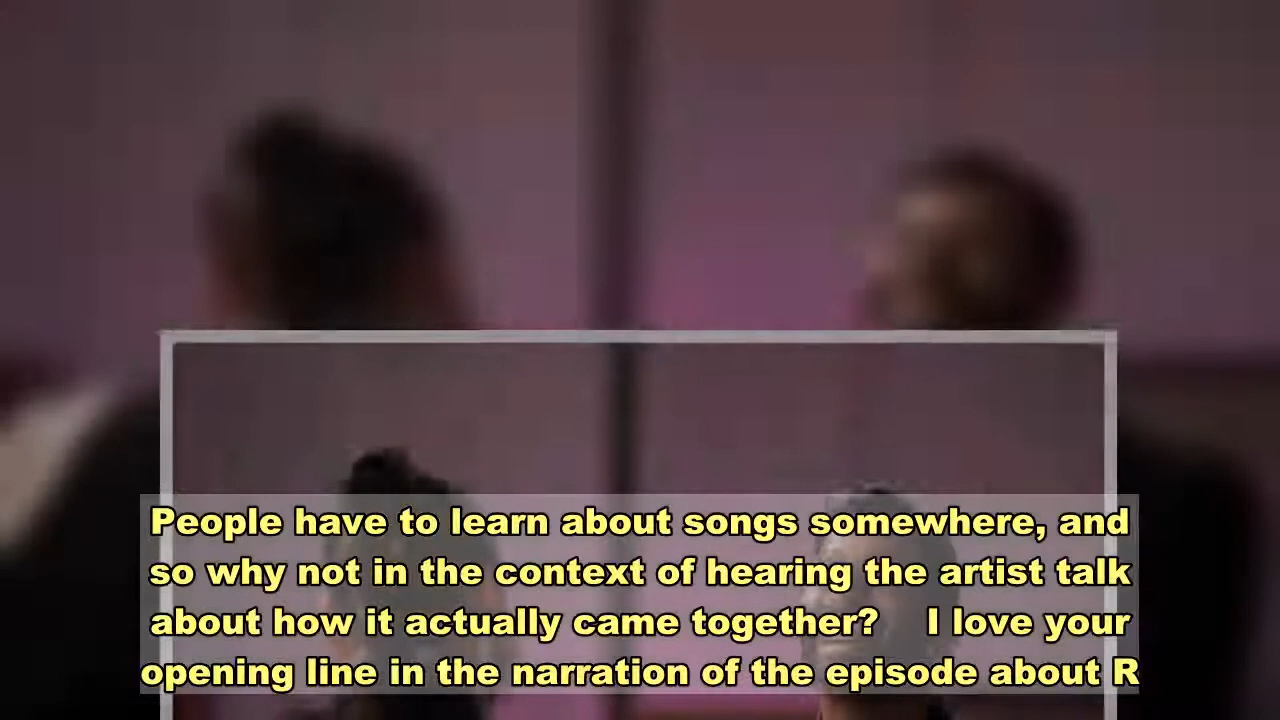 People have to learn about songs somewhere, and
so why not in the context of hearing the artist talk
about how it actually came together?    I love your
opening line in the narration of the episode about R